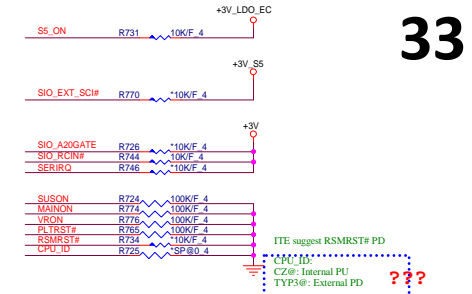 +3V_LDO_EC
33
S5_ON R731 10K/F_4
+3V_S5
SIO_EXT_SCI# R770 *10K/F_4
+3V
SIO_A20GATE R726 *10K/F_4
SIO_RCIN# R744 10K/F_4
SERIRQ R746 *10K/F_4
SUSON R724 100K/F_4
MAINON R774 100K/F_4
VRON R776 100K/F_4
PLTRST# R765 100K/F_4
RSMRST# R734 *10K/F_4
CPU_ID R725 *SP@0_4
ITE suggest RSMRST# PD
CPU_ID:
CZ@: Internal PU
TYP3@: External PD
???